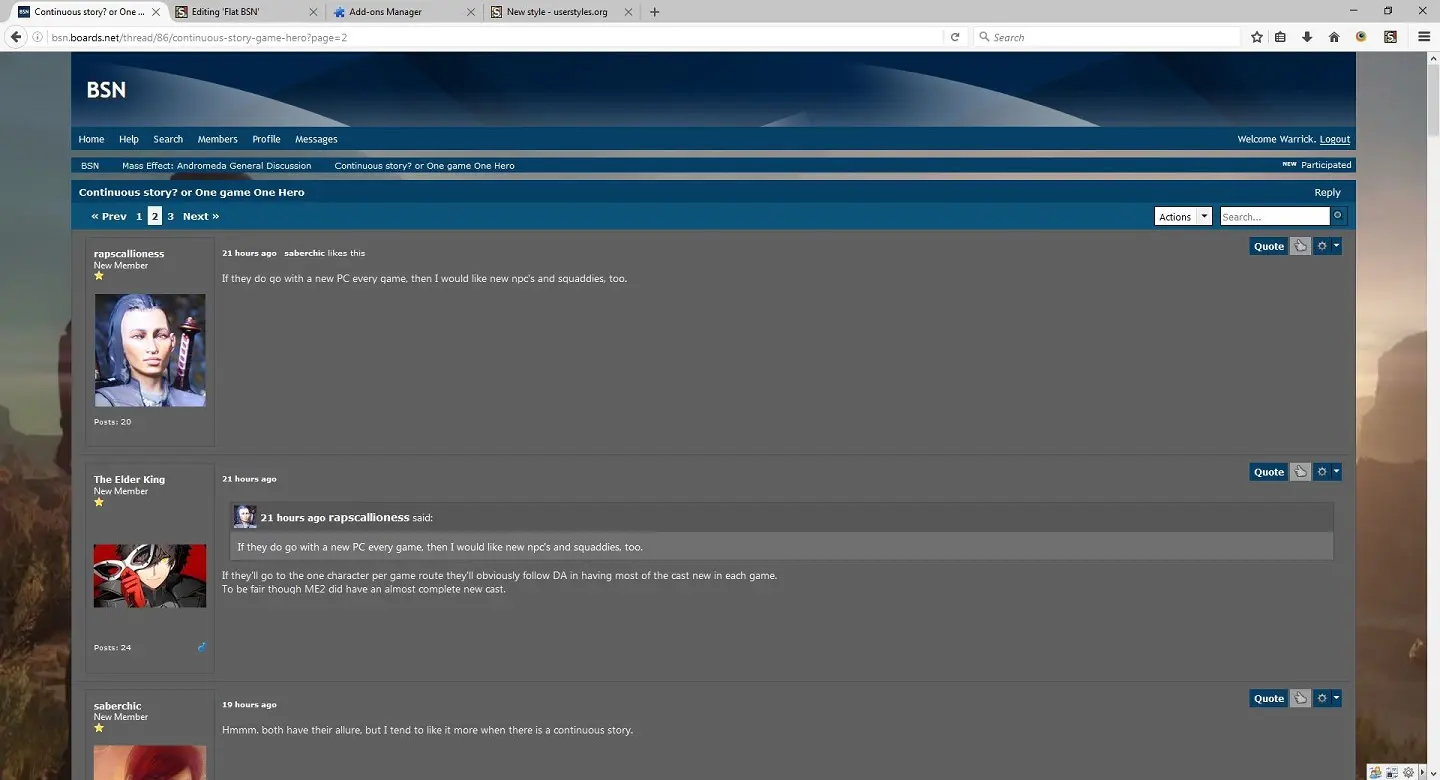 Continuous story? or One ...
Editing 'Flat BSN'
Add-ons Manager
New style - userstyles.org
bsn.boards.net/thread/86/continuous-story-game-hero?page=2
Search
BSN
Home Help Search Members Profile Messages
Welcome Warrick. Logout
BSN Mass Effect: Andromeda General Discussion Continuous story? or One game One Hero
NEW Participated
Continuous story? or One game One Hero
Reply
« Prev 1 2 3 Next »
Actions
Search...
rapscallioness
New Member
Posts: 20
21 hours ago saberchic likes this
Quote
If they do go with a new PC every game, then I would like new npc's and squaddies, too.
The Elder King
New Member
Posts: 24
21 hours ago
Quote
21 hours ago rapscallioness said:
If they do go with a new PC every game, then I would like new npc's and squaddies, too.
If they'll go to the one character per game route they'll obviously follow DA in having most of the cast new in each game.
To be fair though ME2 did have an almost complete new cast.
saberchic
New Member
19 hours ago
Quote
Hmmm. both have their allure, but I tend to like it more when there is a continuous story.